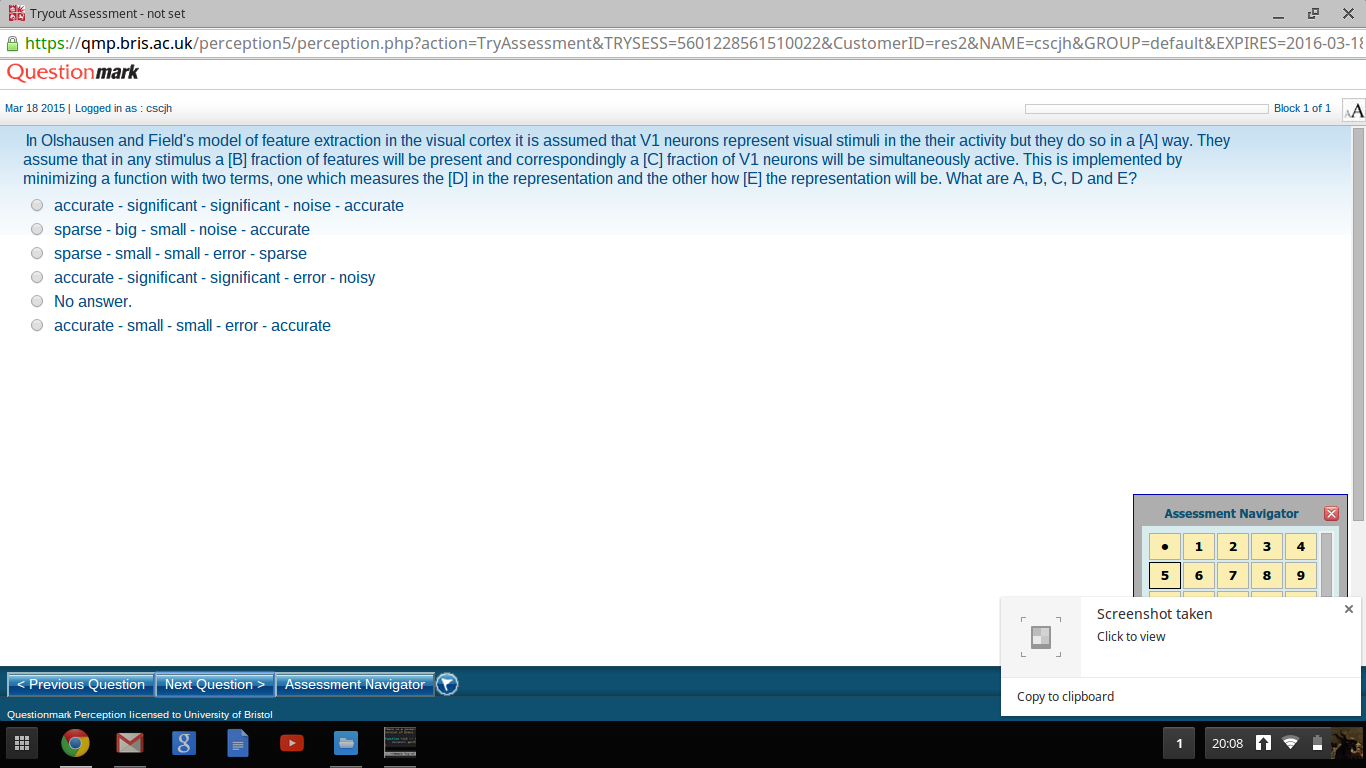 Tryout Assessment - not set
https://qmp.bris.ac.uk/perception5/perception.php?action=TryAssessment&TRYSESS=5601228561510022&CustomerID=res2&NAME=cscjh&GROUP=default&EXPIRES=2016-03-18
Questionmark
Mar 18 2015 | Logged in as : cscjh
Block 1 of 1
AA
In Olshausen and Field's model of feature extraction in the visual cortex it is assumed that V1 neurons represent visual stimuli in the their activity but they do so in a [A] way. They
assume that in any stimulus a [B] fraction of features will be present and correspondingly a [C] fraction of V1 neurons will be simultaneously active. This is implemented by
minimizing a function with two terms, one which measures the [D] in the representation and the other how [E] the representation will be. What are A, B, C, D and E?
accurate - significant - significant - noise - accurate
sparse - big - small - noise - accurate
sparse - small - small - error - sparse
accurate - significant - significant - error - noisy
No answer.
accurate - small - small - error - accurate
Assessment Navigator
• 1 2 3 4
5 6 7 8 9
Screenshot taken
Click to view
Copy to clipboard
< Previous Question
Next Question >
Assessment Navigator
Questionmark Perception licensed to University of Bristol
8
1
20:08